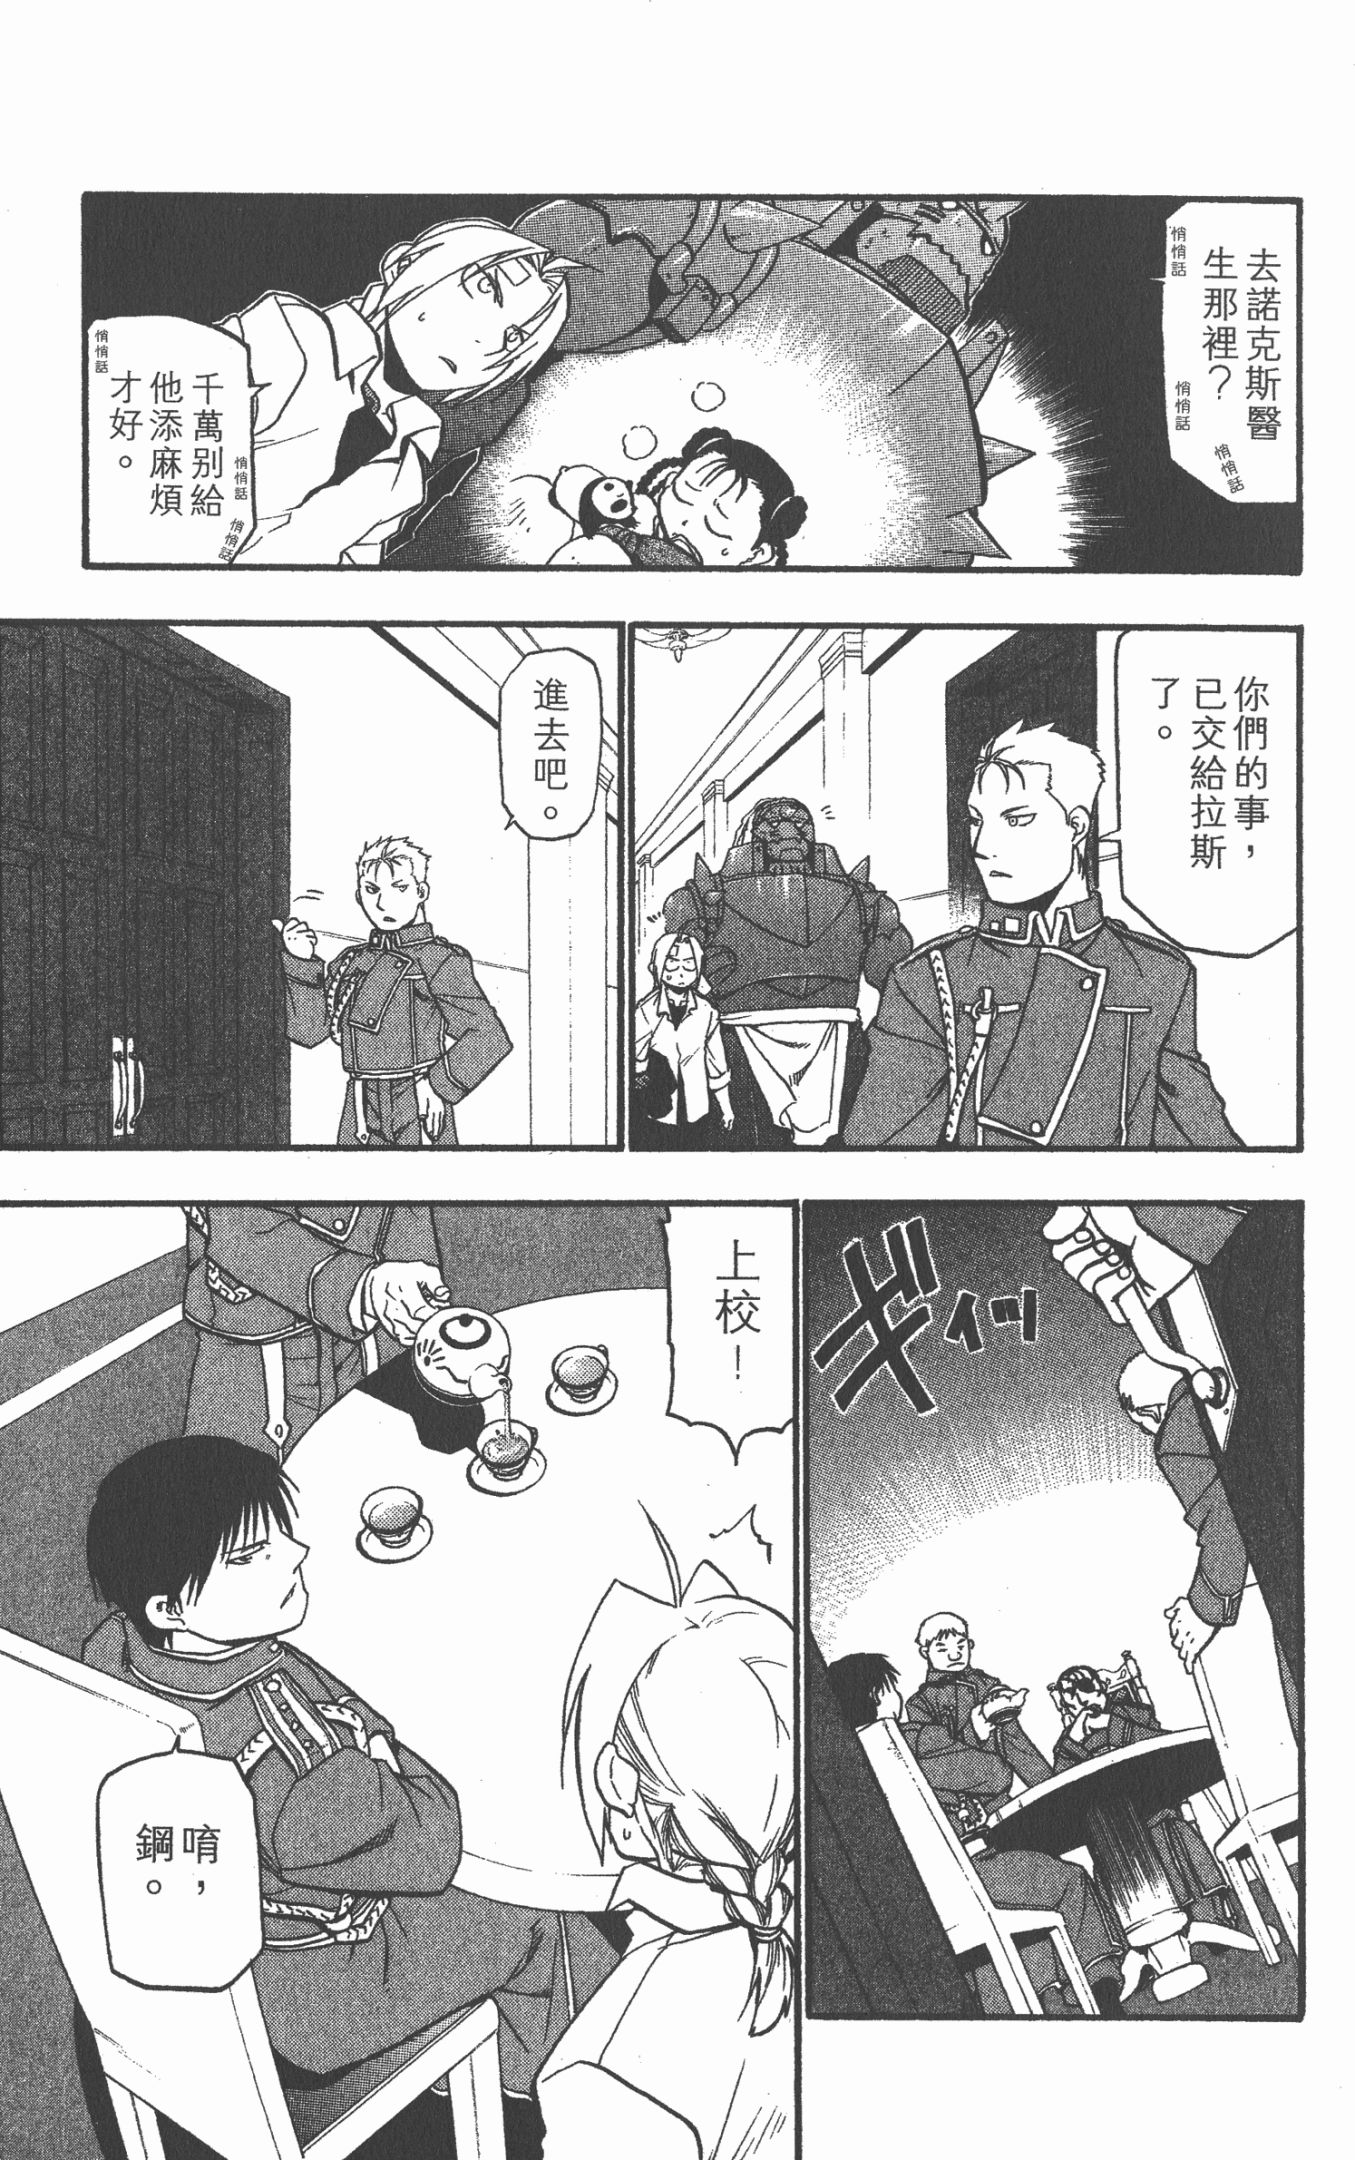 去諾克斯醫
生那裡？
悄悄話
悄悄話
悄悄話
千萬別給
他添麻煩
才好。
悄悄話
悄悄話
悄悄話
你們的事，
已交給拉斯
了。
進去吧。
ギイッ
上校！
唷，
鋼。